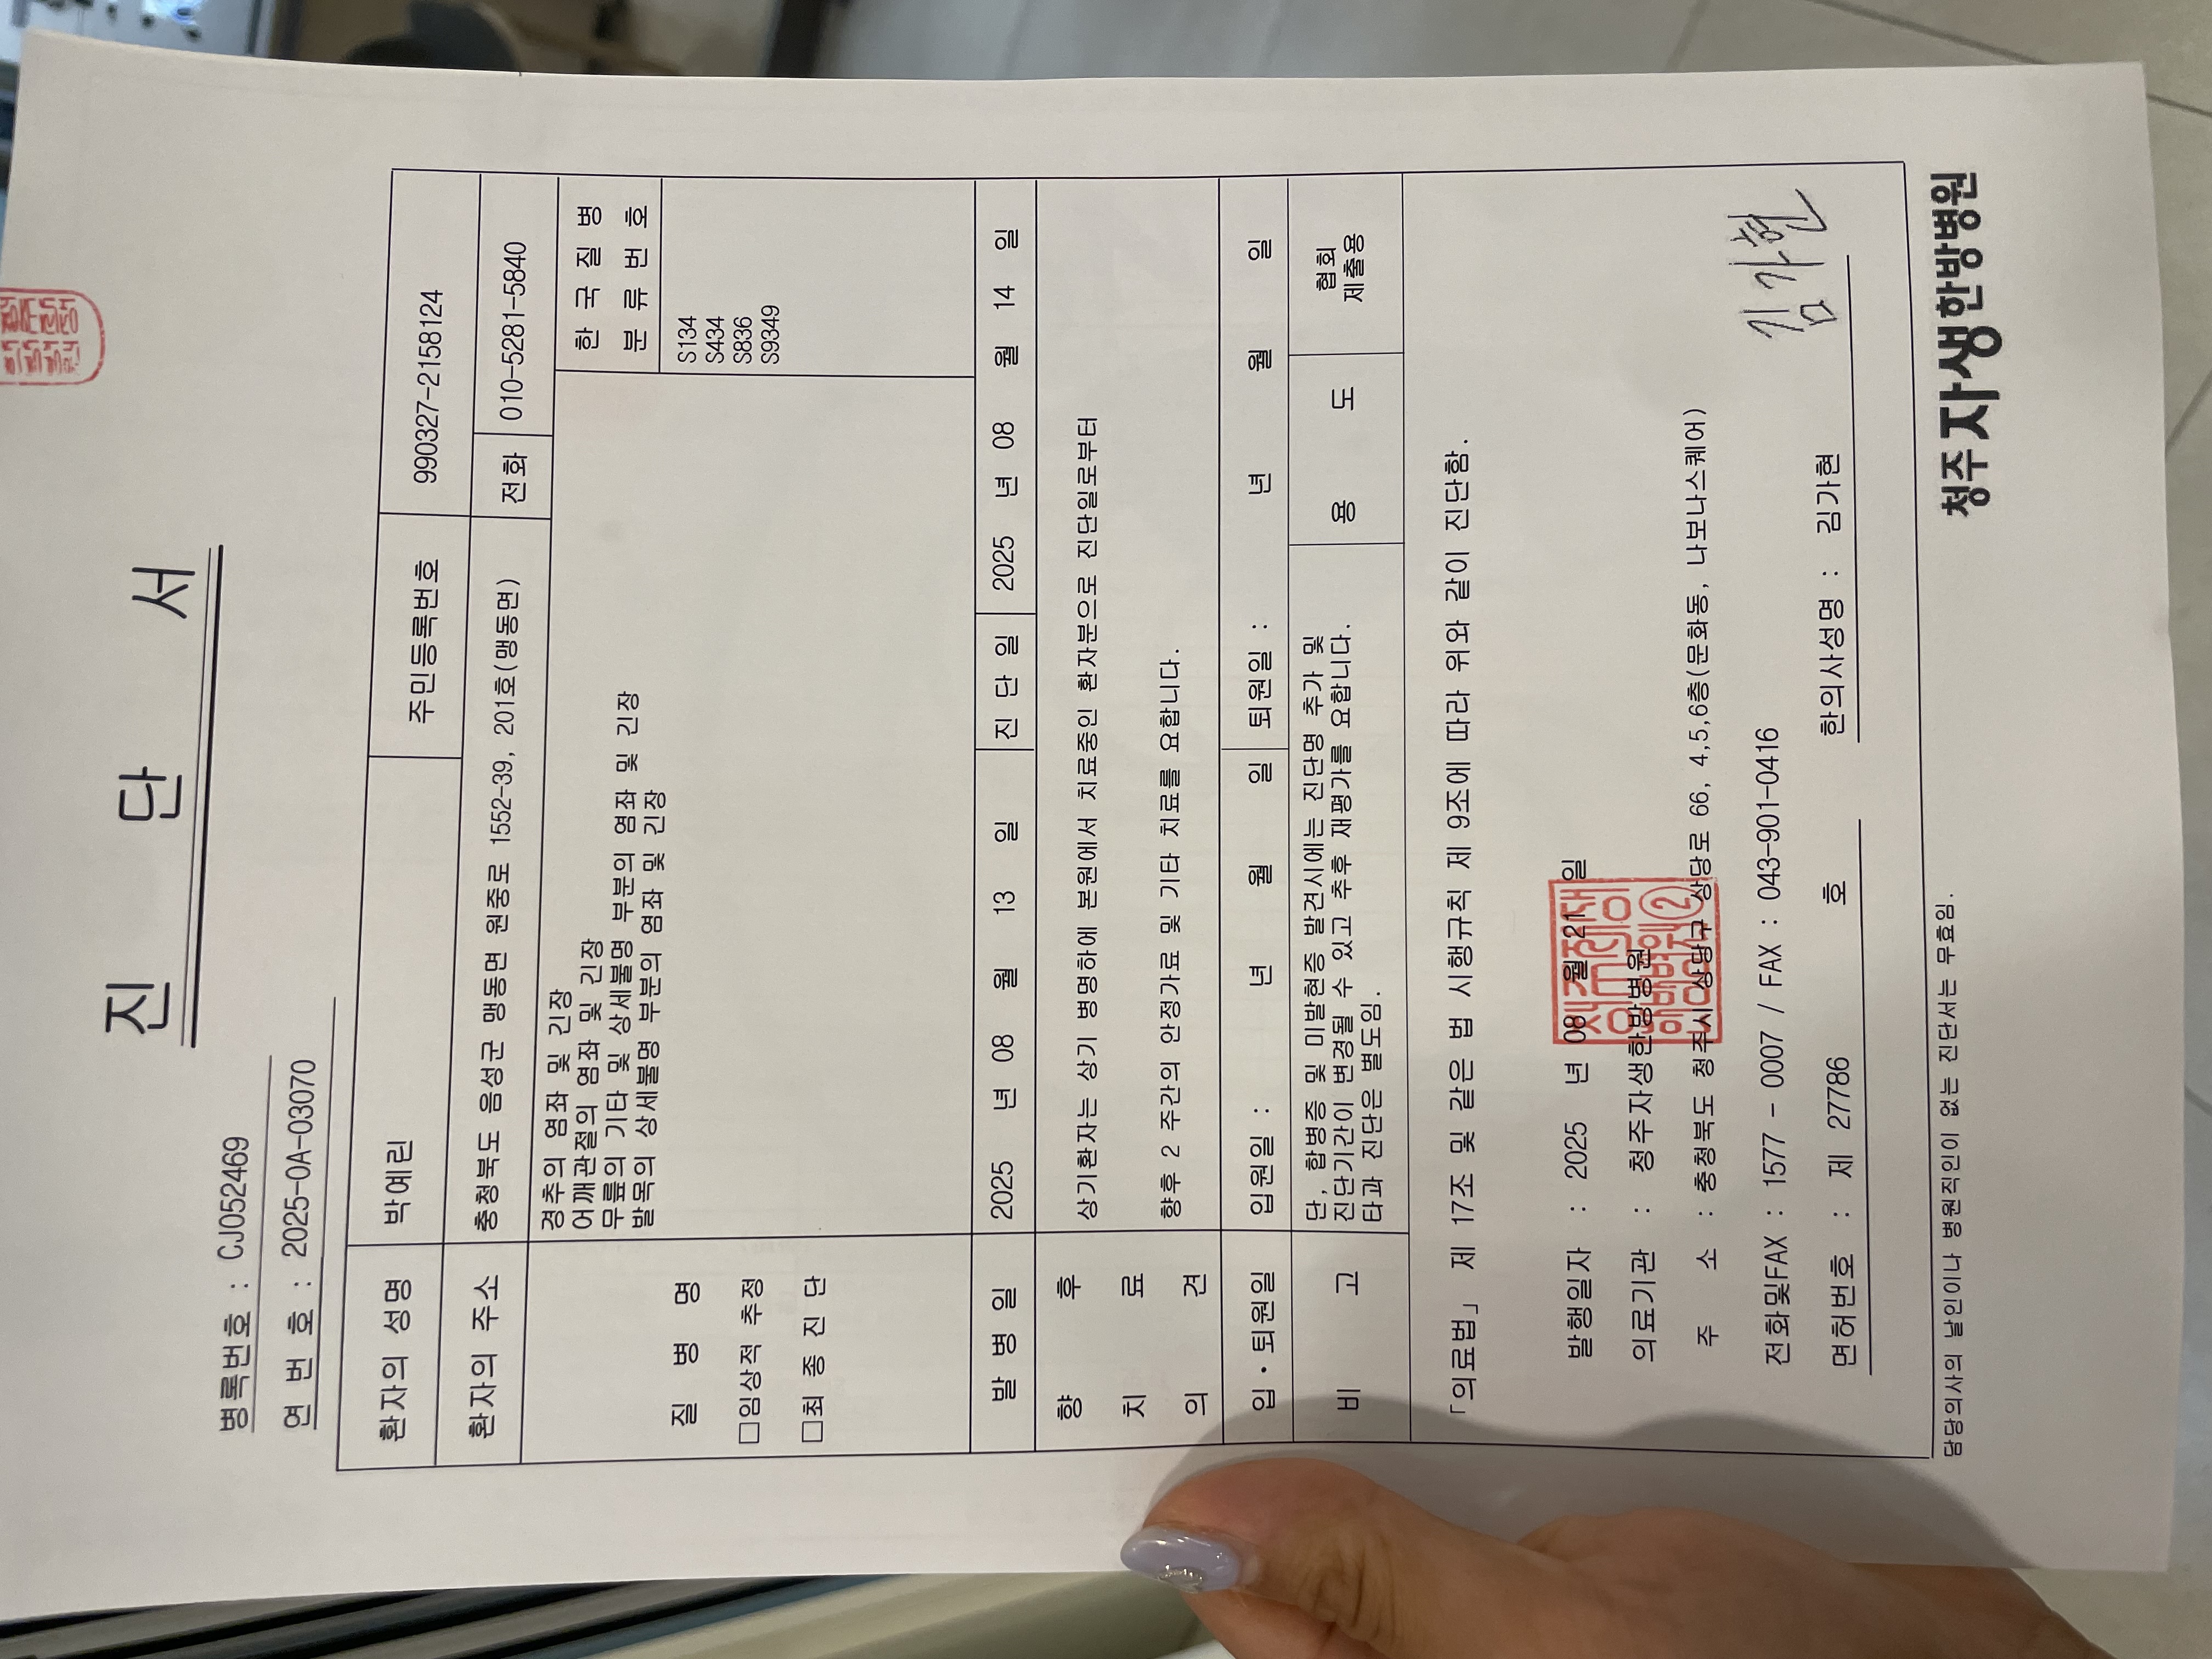 진 단 서
병록번호 : CJ052469
연 번 호 : 2025-OA-03070
환자의 성명 박예린 주민등록번호 990327-2158124
환자의 주소 충청북도 음성군 맹동면 원중로 1552-39, 201호(맹동면) 전화 010-5281-5840
질 병 명
□임상적 추정
□최 종 진 단
경추의 염좌 및 긴장
어깨관절의 염좌 및 긴장
무릎의 기타 및 상세불명 부분의 염좌 및 긴장
발목의 상세불명 부분의 염좌 및 긴장
한 국 질 병
분 류 번 호
S134
S434
S836
S9349
발 병 일 2025 년 08 월 13 일 진 단 일 2025 년 08 월 14 일
향 후
치 료
의 견
상기환자는 상기 병명하에 본원에서 치료중인 환자분으로 진단일로부터
향후 2 주간의 안정가료 및 기타 치료를 요합니다.
입·퇴원일 입원일 : 년 월 일 퇴원일 : 년 월 일
비 고
단, 합병증 및 미발현증 발견시에는 진단명 추가 및
진단기간이 변경될 수 있고 추후 재평가를 요합니다.
타과 진단은 별도임.
용 도
협회
제출용
「의료법」 제 17조 및 같은 법 시행규칙 제 9조에 따라 위와 같이 진단함.
발행일자 : 2025 년 08 월 21 일
의료기관 : 청주자생한방병원
주 소 : 충청북도 청주시 상당구 상당로 66, 4,5,6층(문화동, 나보나스퀘어)
전화및FAX : 1577 - 0007 / FAX : 043-901-0416
면허번호 : 제 27786 호 한의사성명 : 김가현
김가현
담당의사의 날인이나 병원직인이 없는 진단서는 무효임.
청주자생한방병원